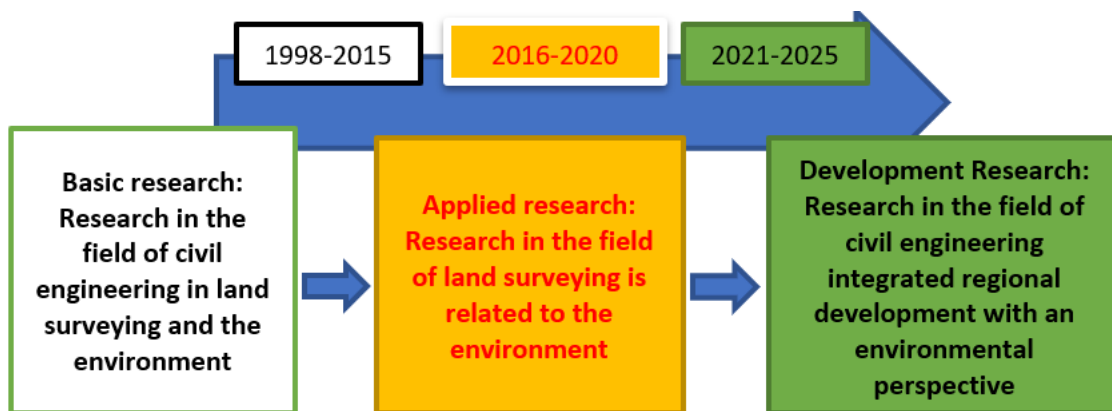 1998-2015
2016-2020
2021-2025
Basic research:
Research in the
field of civil
engineering in land
surveying and the
environment
Applied research:
Research in the field
of land surveying is
related to the
environment
Development Research:
Research in the field of
civil engineering
integrated regional
development with an
environmental
perspective